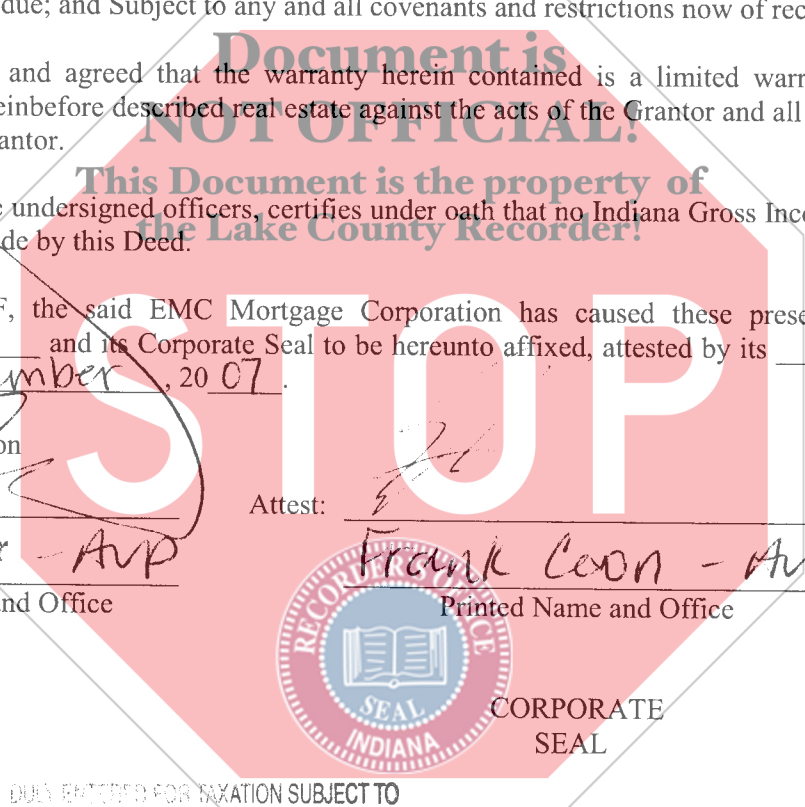 due; and Subject to any and all covenants and restrictions now of rec
Document is
and agreed that the warranty herein contained is a limited warr
einbefore described real estate against the acts of the Grantor and all
NOT OFFICIAL!
antor.
This Document is the property of
e undersigned officers, certifies under oath that no Indiana Gross Inco
the Lake County Recorder!
de by this Deed.
F, the said EMC Mortgage Corporation has caused these prese
and its Corporate Seal to be hereunto affixed, attested by its
STOP
mber, 20 07.
on
Attest:
r - AVP
Frank Coon - Av
nd Office
Printed Name and Office
RECORDER'S OFFICE
SEAL
INDIANA
CORPORATE
SEAL
DULY ENTERED FOR TAXATION SUBJECT TO